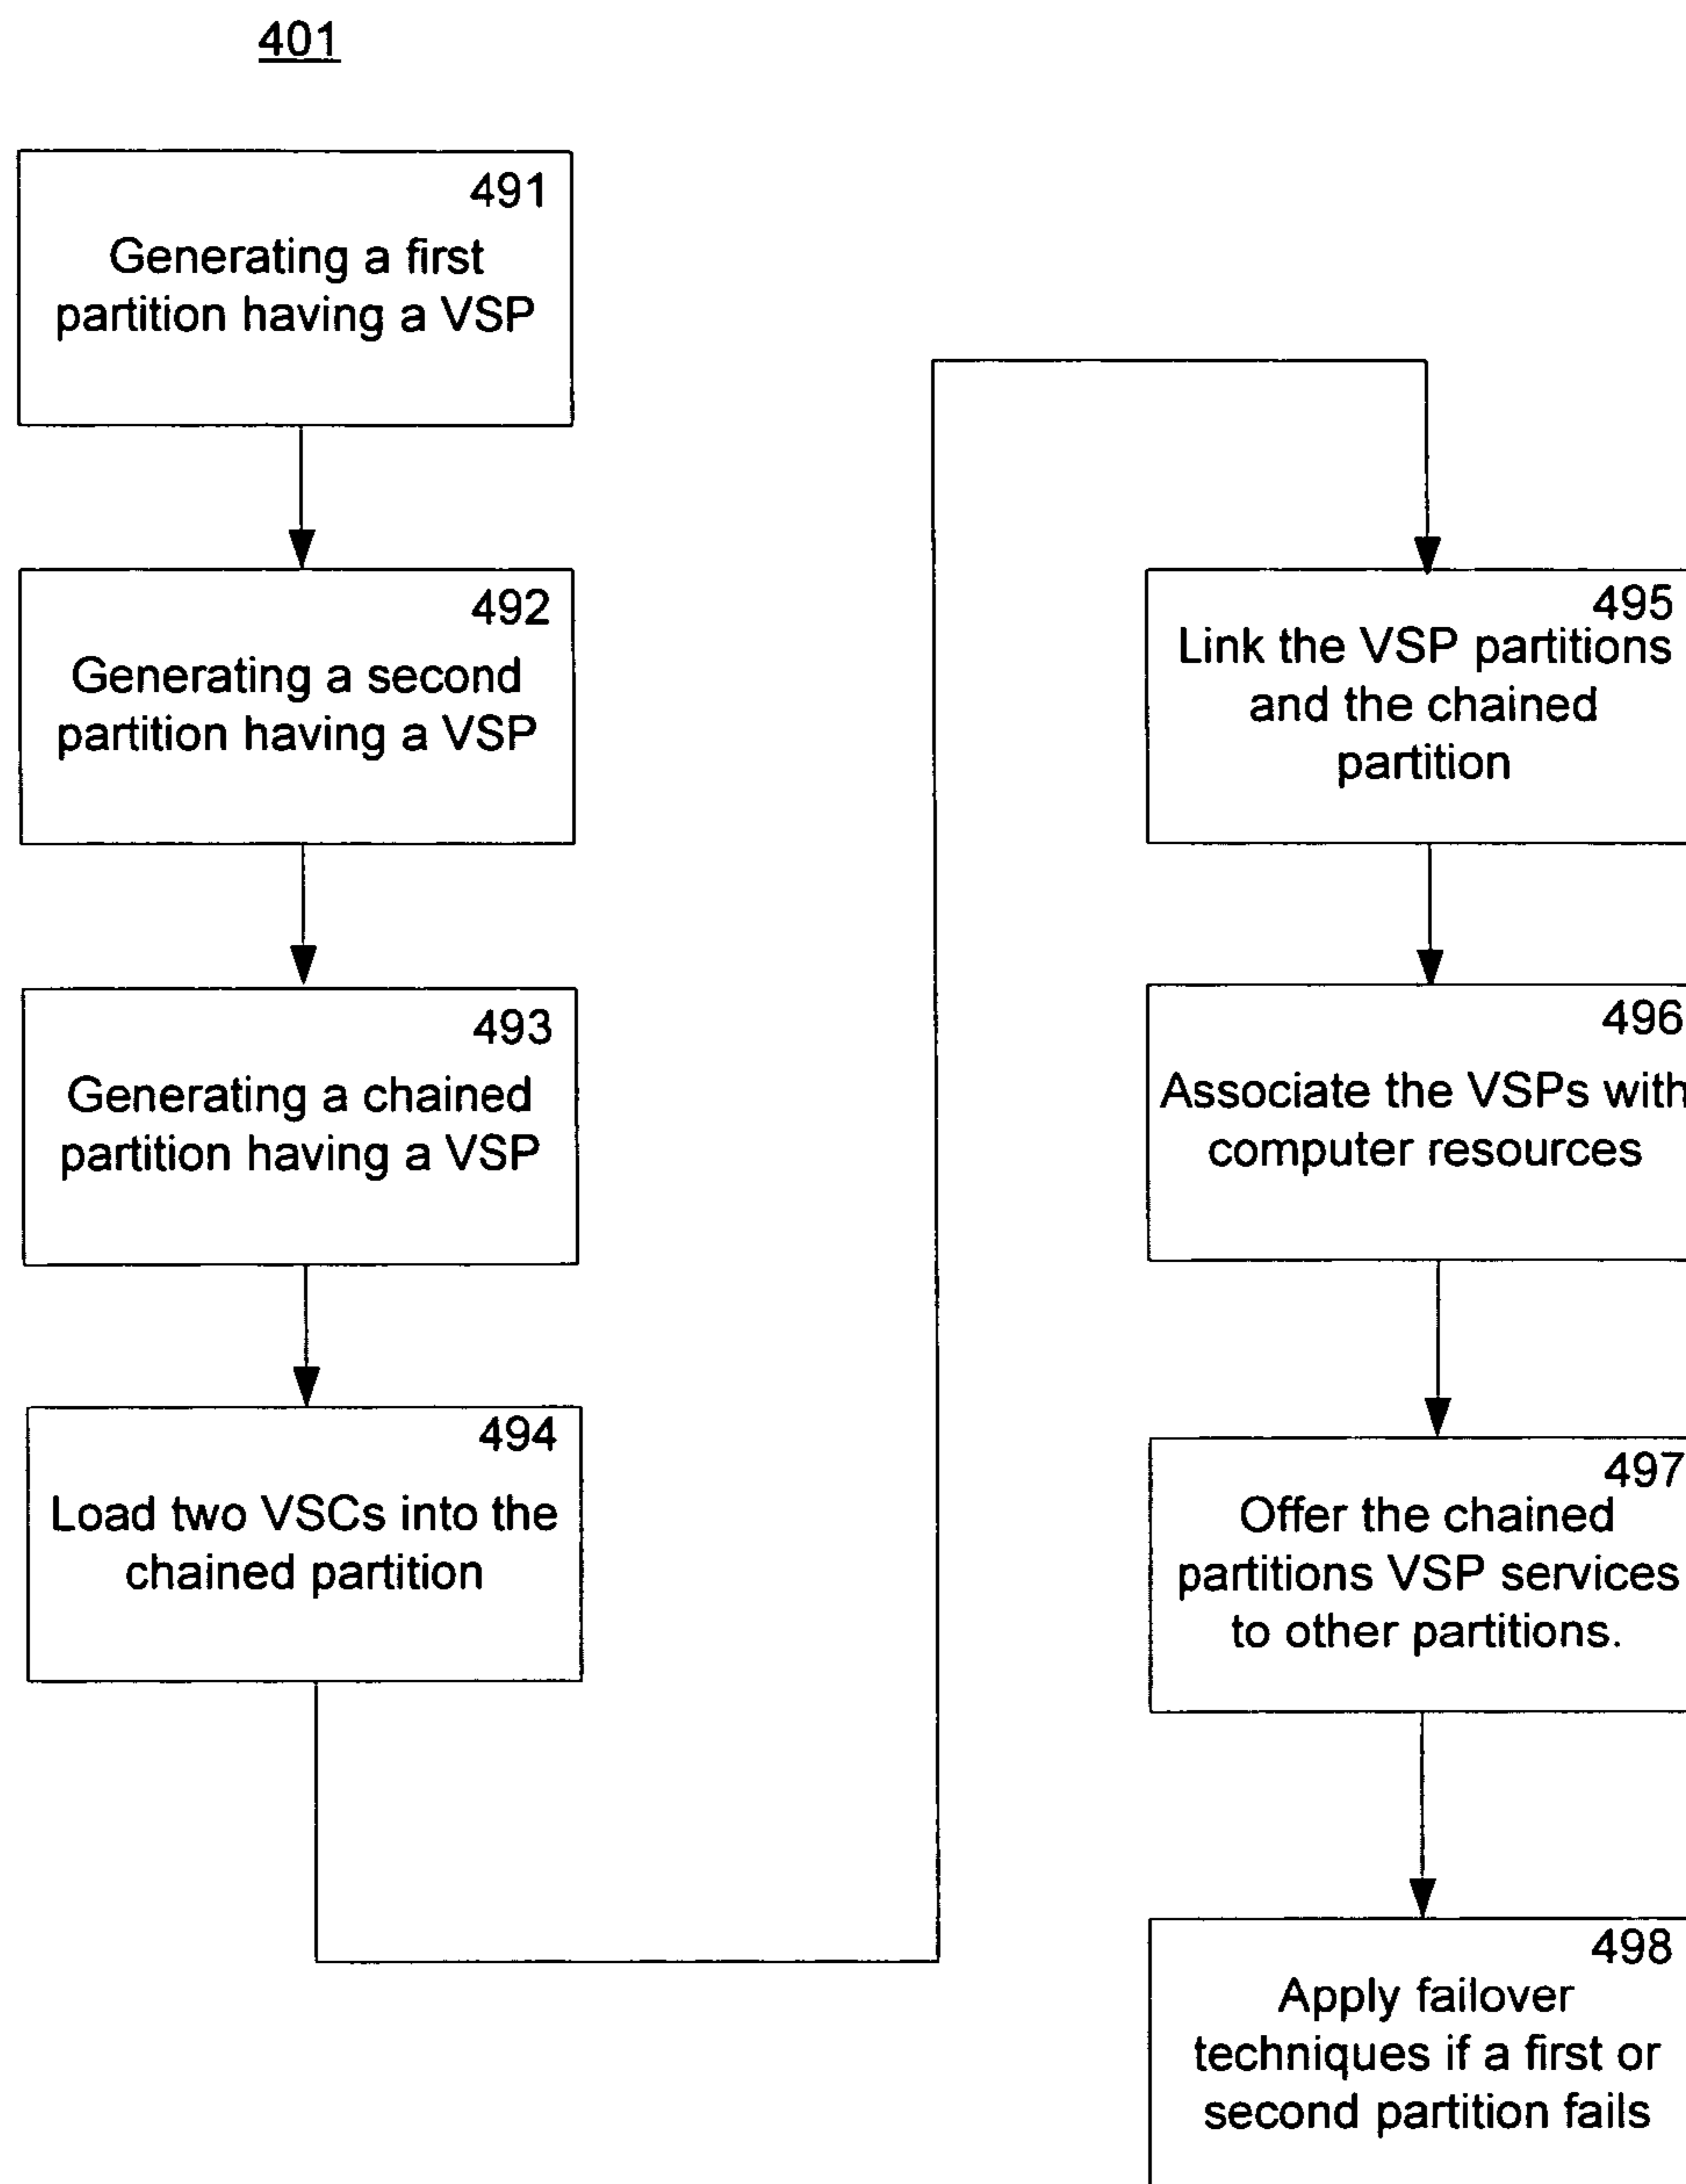 401
491
Generating a first
partition having a VSP
492
Generating a second
partition having a VSP
493
Generating a chained
partition having a VSP
494
Load two VSCs into the
chained partition
495
Link the VSP partitions
and the chained
partition
496
Associate the VSPs with
computer resources
497
Offer the chained
partitions VSP services
to other partitions.
498
Apply failover
techniques if a first or
second partition fails